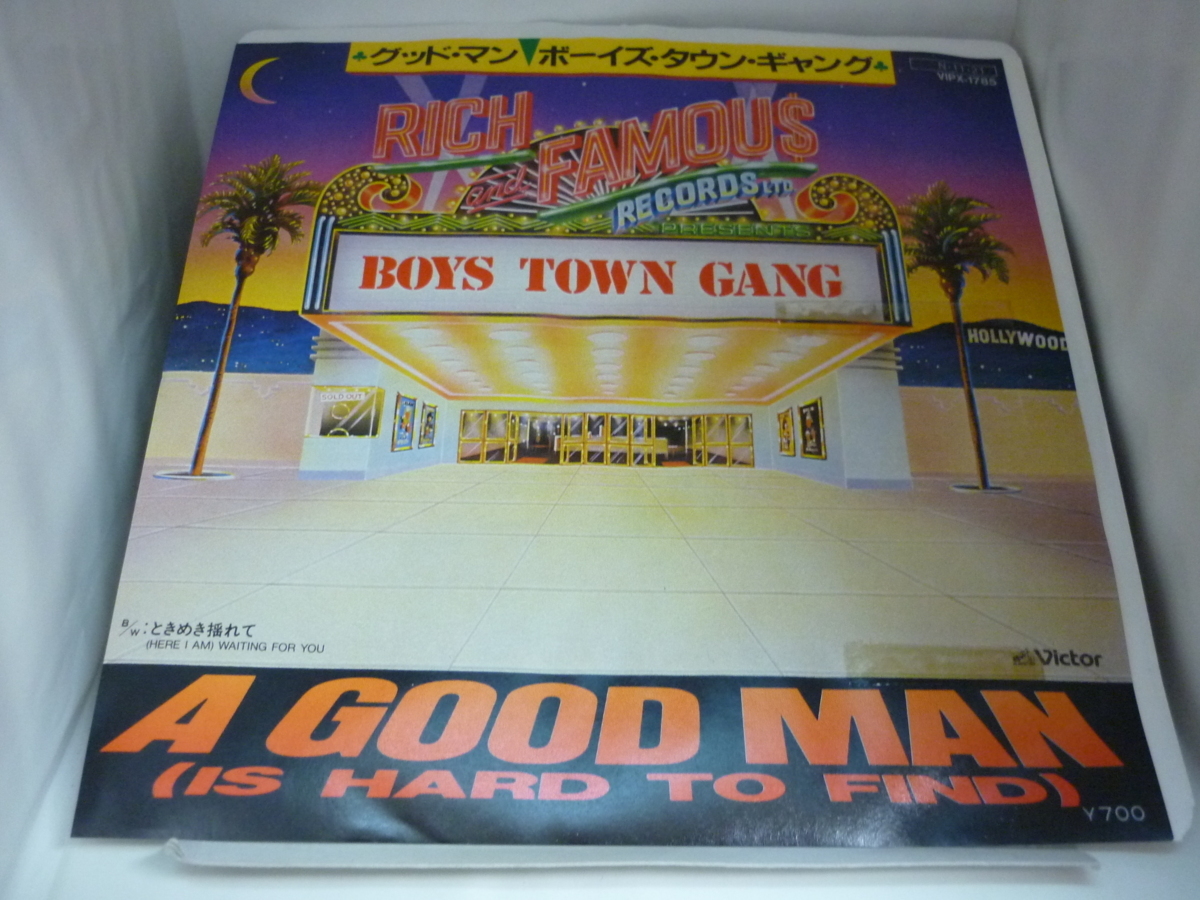 ♣グッド・マン▼ボーイズ・タウン・ギャング♣
VIPX-1785
RICH
and FAMOU$
RECORDS LTD.
PRESENTS
BOYS TOWN GANG
HOLLYWOOD
SOLD OUT
B/W:ときめき揺れて
(HERE I AM) WAITING FOR YOU
Victor
A GOOD MAN
(IS HARD TO FIND)
¥700